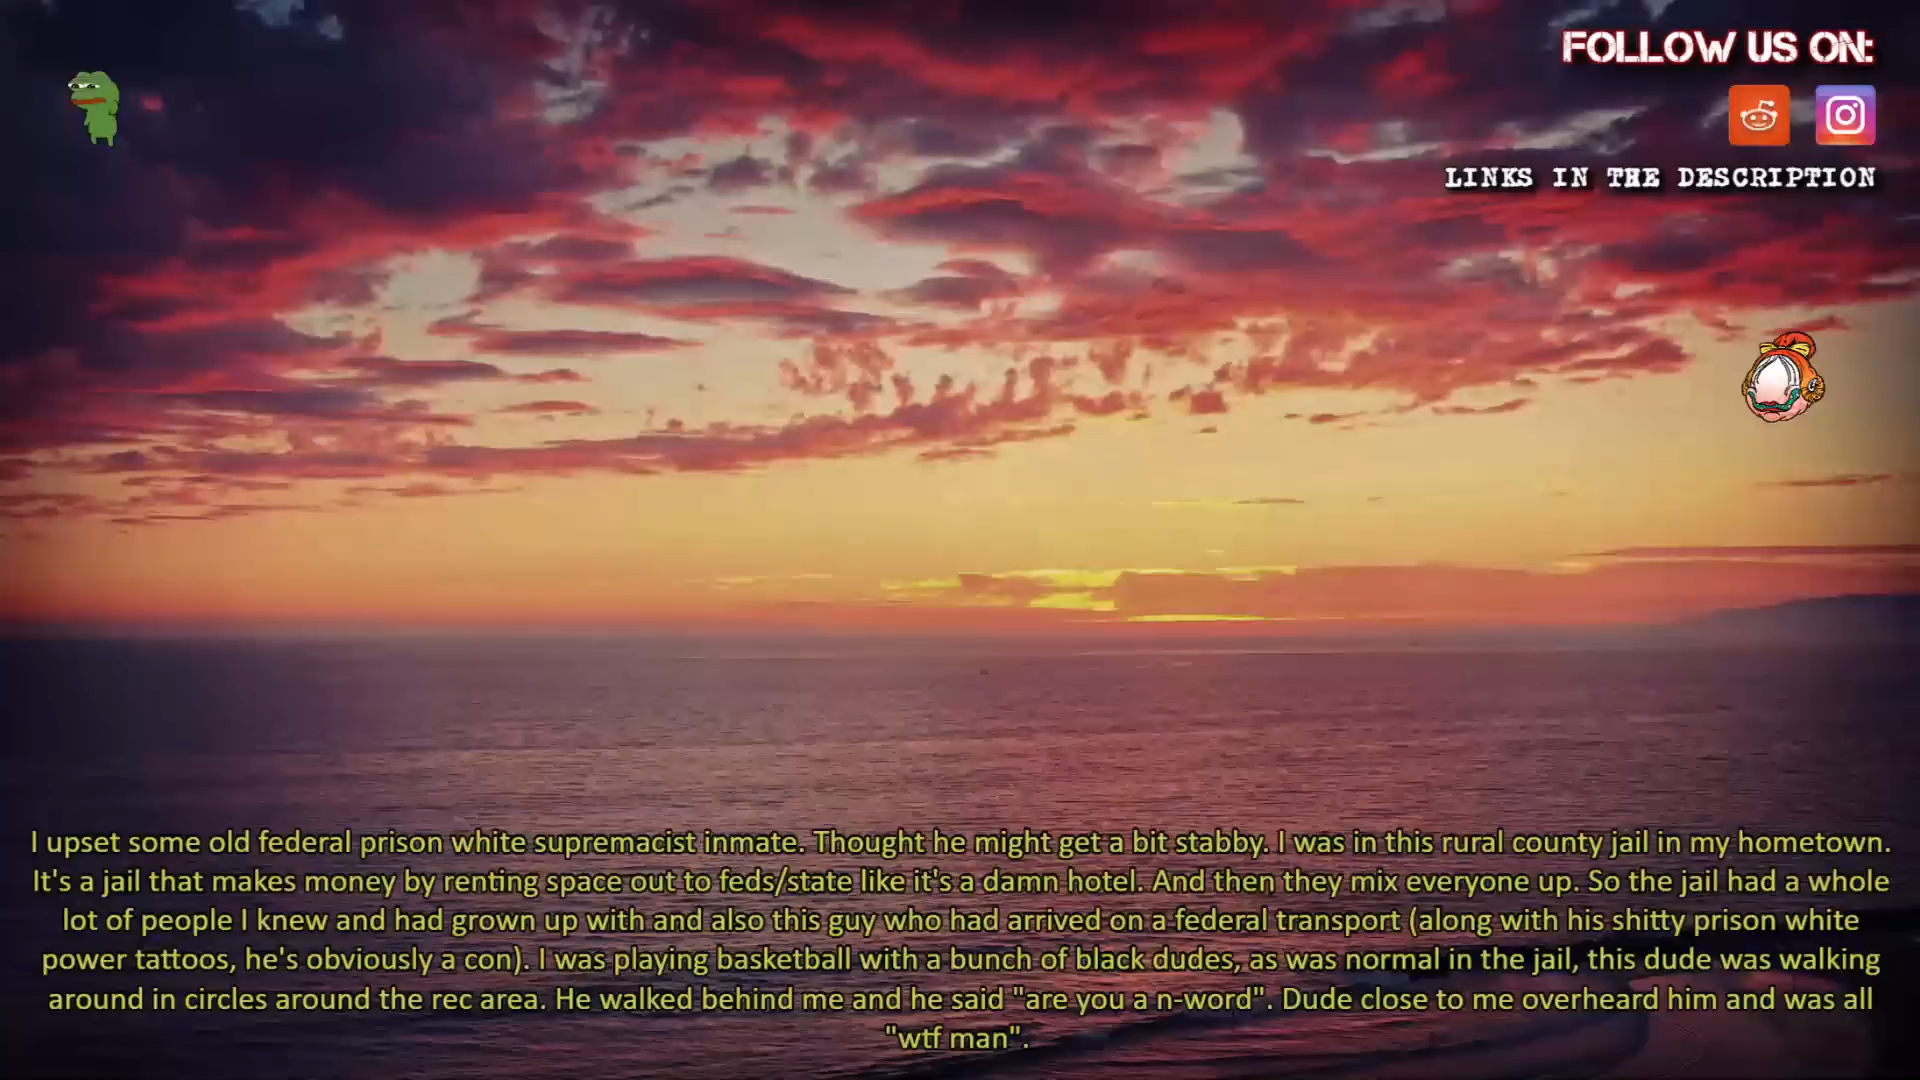 FOLLOW US ON:
LINKS IN THE DESCRIPTION
I upset some old federal prison white supremacist inmate. Thought he might get a bit stabby. I was in this rural county jail in my hometown.
It's a jail that makes money by renting space out to feds/state like it's a damn hotel. And then they mix everyone up. So the jail had a whole
lot of people I knew and had grown up with and also this guy who had arrived on a federal transport (along with his shitty prison white
power tattoos, he's obviously a con). I was playing basketball with a bunch of black dudes, as was normal in the jail, this dude was walking
around in circles around the rec area. He walked behind me and he said "are you a n-word". Dude close to me overheard him and was all
"wtf man".